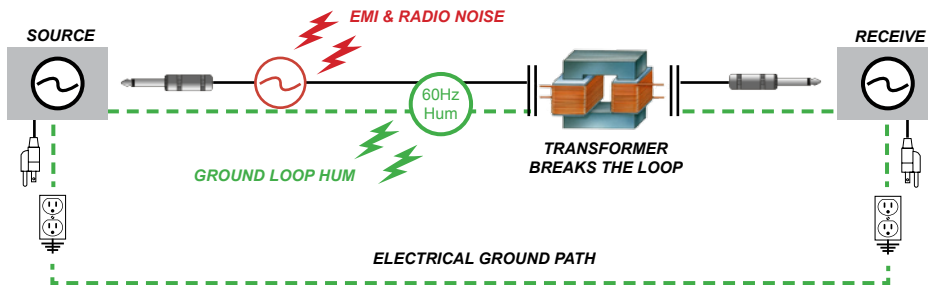 EMI & RADIO NOISE
SOURCE
RECEIVE
60Hz
Hum
TRANSFORMER
BREAKS THE LOOP
GROUND LOOP HUM
ELECTRICAL GROUND PATH